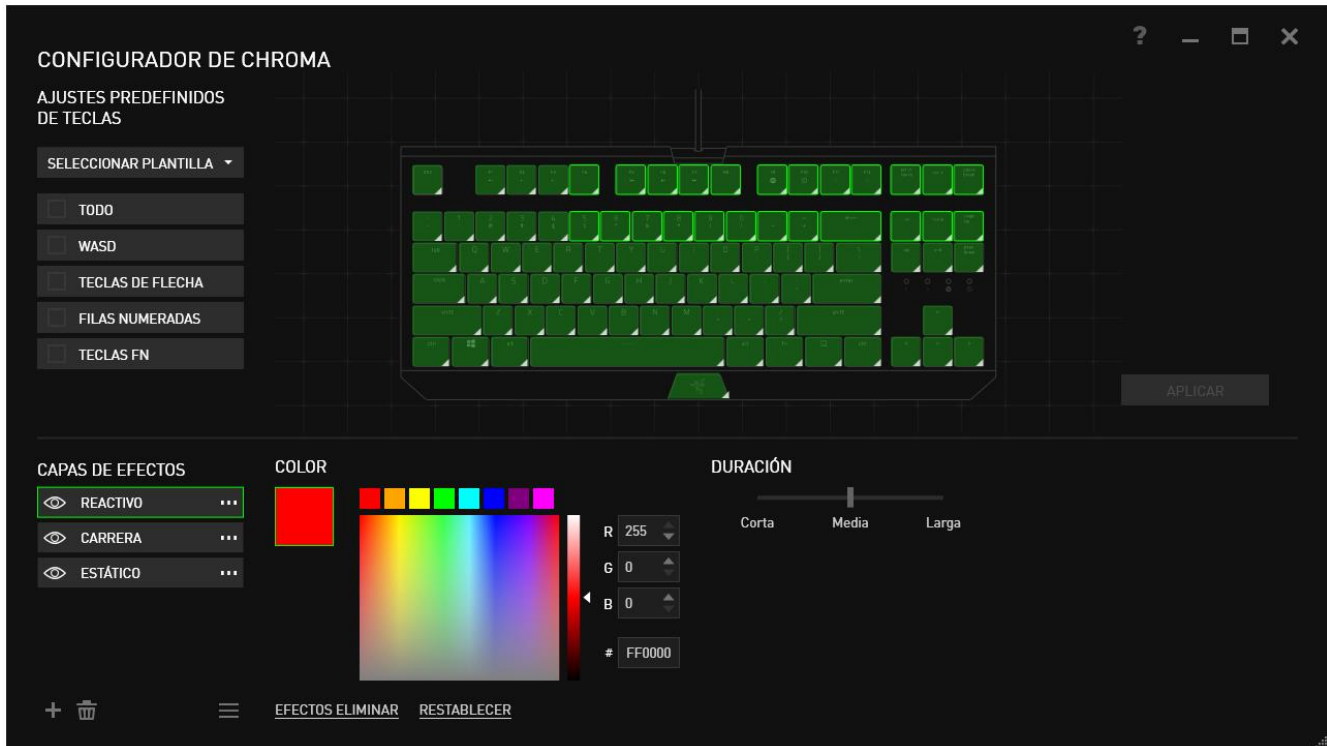 ?
CONFIGURADOR DE CHROMA
AJUSTES PREDEFINIDOS
DE TECLAS
SELECCIONAR PLANTILLA
TODO
WASD
TECLAS DE FLECHA
FILAS NUMERADAS
TECLAS FN
Q W E R T Y
A S D F G H J K L
Z X C V B N M
APLICAR
CAPAS DE EFECTOS
REACTIVO
CARRERA
ESTÁTICO
COLOR
R 255
G 0
B 0
# FF0000
DURACIÓN
Corta Media Larga
EFECTOS ELIMINAR RESTABLECER